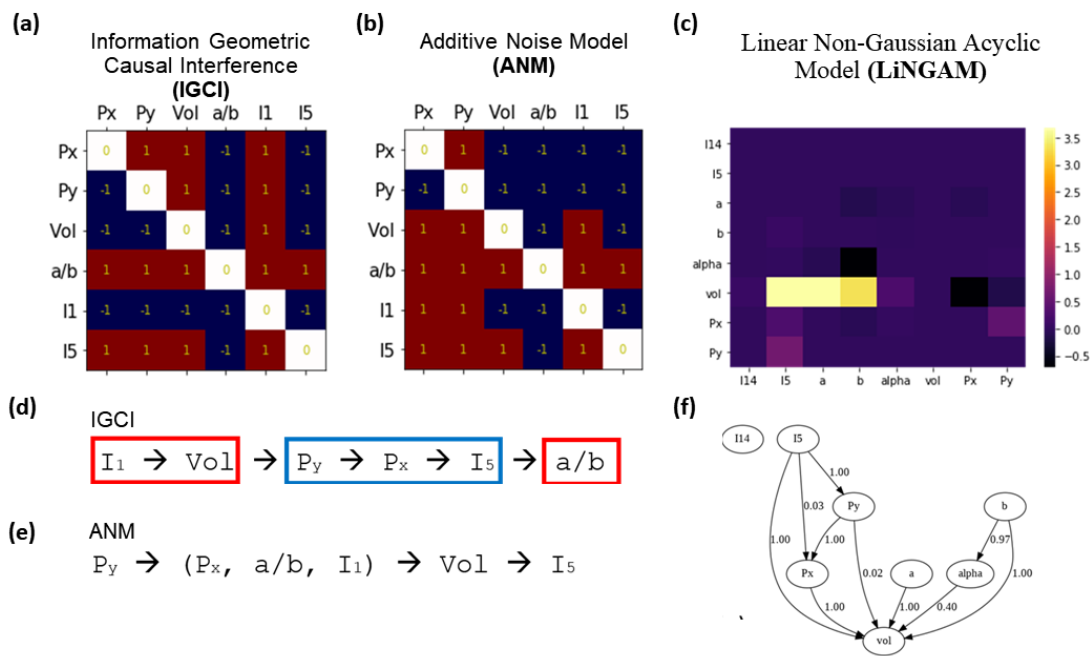 (a)
Information Geometric
Causal Interference
(IGCI)
Px Py Vol a/b I1 I5
Px 0 1 1 -1 1 -1
Py -1 0 1 -1 1 -1
Vol -1 -1 0 -1 1 -1
a/b 1 1 1 0 1 1
I1 -1 -1 -1 -1 0 -1
I5 1 1 1 -1 1 0
(b)
Additive Noise Model
(ANM)
Px Py Vol a/b I1 I5
Px 0 1 -1 -1 -1 -1
Py -1 0 -1 -1 -1 -1
Vol 1 1 0 -1 1 -1
a/b 1 1 1 0 1 1
I1 1 1 -1 -1 0 -1
I5 1 1 1 -1 1 0
(c)
Linear Non-Gaussian Acyclic
Model (LiNGAM)
I14
I5
a
b
alpha
vol
Px
Py
I14 I5 a b alpha vol Px Py
3.5
3.0
2.5
2.0
1.5
1.0
0.5
0.0
-0.5
(d)
IGCI
I1 → Vol → Py → Px → I5 → a/b
(e)
ANM
Py → (Px, a/b, I1) → Vol → I5
(f)
I14 I5
1.00
Py b
0.03
1.00 1.00 0.97
Px a alpha
0.02 1.00
1.00 1.00 0.40
vol